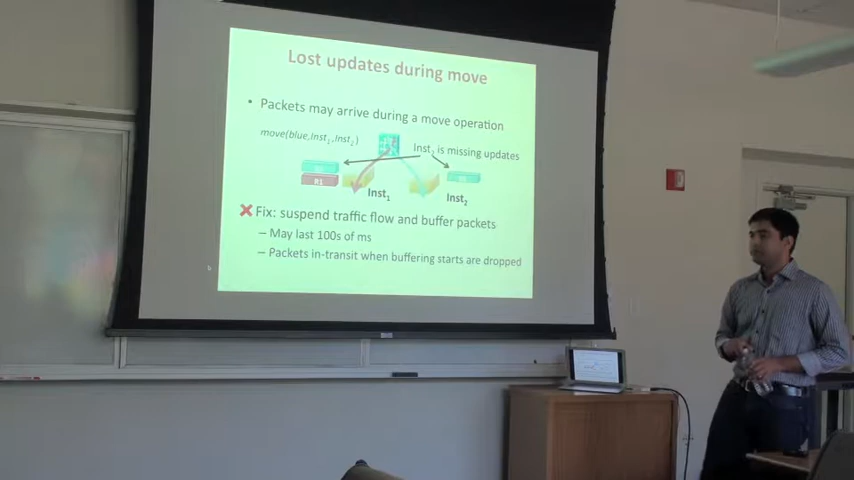 Lost updates during move
• Packets may arrive during a move operation
move(blue,Inst1,Inst2)
Inst2 is missing updates
R1
Inst1
Inst2
Fix: suspend traffic flow and buffer packets
– May last 100s of ms
– Packets in-transit when buffering starts are dropped